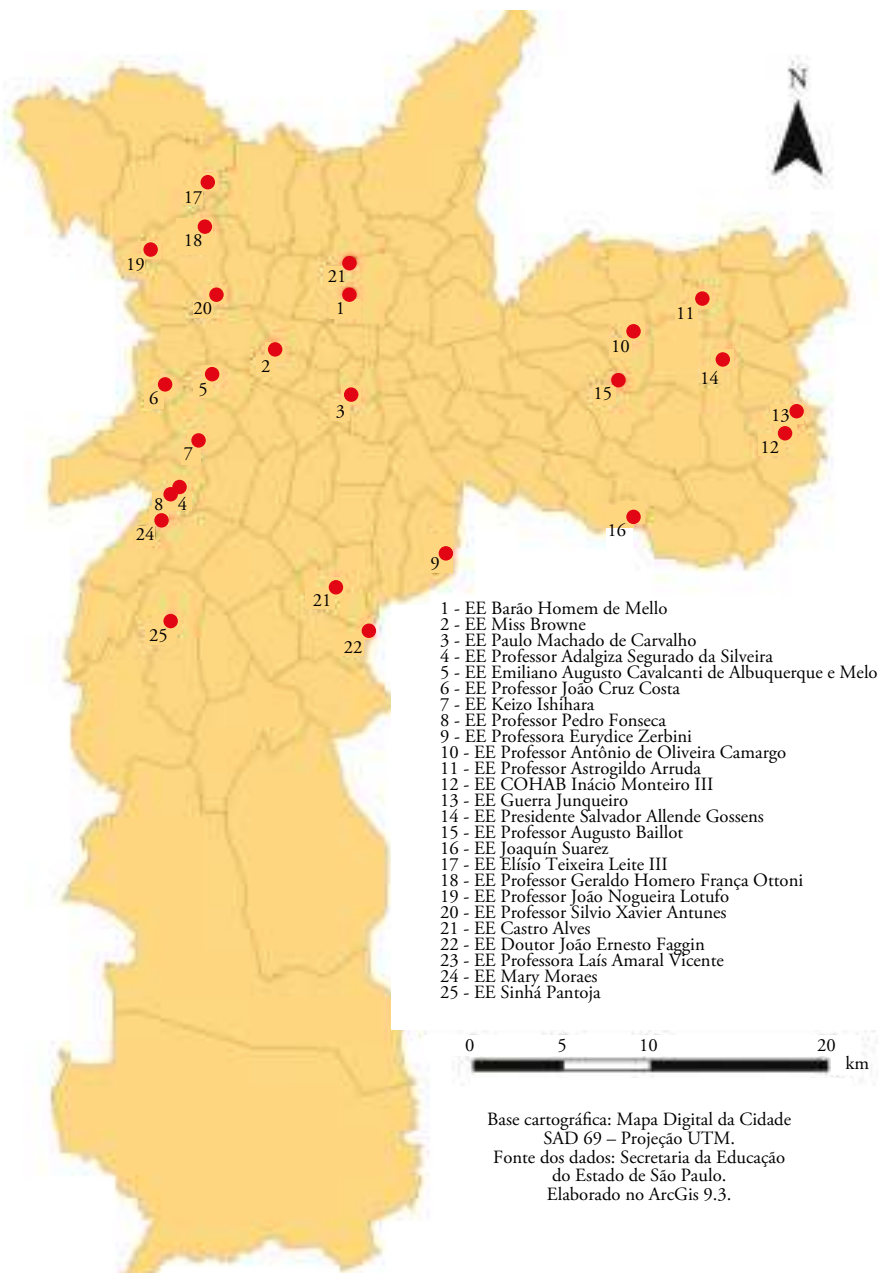 N
17
18
19
21
20
1
11
10
2
14
5
6
15
3
13
12
7
8
4
24
16
9
21
25
22
1 - EE Barão Homem de Mello
2 - EE Miss Browne
3 - EE Paulo Machado de Carvalho
4 - EE Professor Adalgiza Segurado da Silveira
5 - EE Emiliano Augusto Cavalcanti de Albuquerque e Melo
6 - EE Professor João Cruz Costa
7 - EE Keizo Ishihara
8 - EE Professor Pedro Fonseca
9 - EE Professora Eurydice Zerbini
10 - EE Professor Antônio de Oliveira Camargo
11 - EE Professor Astrogildo Arruda
12 - EE COHAB Inácio Monteiro III
13 - EE Guerra Junqueiro
14 - EE Presidente Salvador Allende Gossens
15 - EE Professor Augusto Baillot
16 - EE Joaquín Suarez
17 - EE Elísio Teixeira Leite III
18 - EE Professor Geraldo Homero França Ottoni
19 - EE Professor João Nogueira Lotufo
20 - EE Professor Silvio Xavier Antunes
21 - EE Castro Alves
22 - EE Doutor João Ernesto Faggin
23 - EE Professora Laís Amaral Vicente
24 - EE Mary Moraes
25 - EE Sinhá Pantoja
0 5 10 20
km
Base cartográfica: Mapa Digital da Cidade
SAD 69 – Projeção UTM.
Fonte dos dados: Secretaria da Educação
do Estado de São Paulo.
Elaborado no ArcGis 9.3.